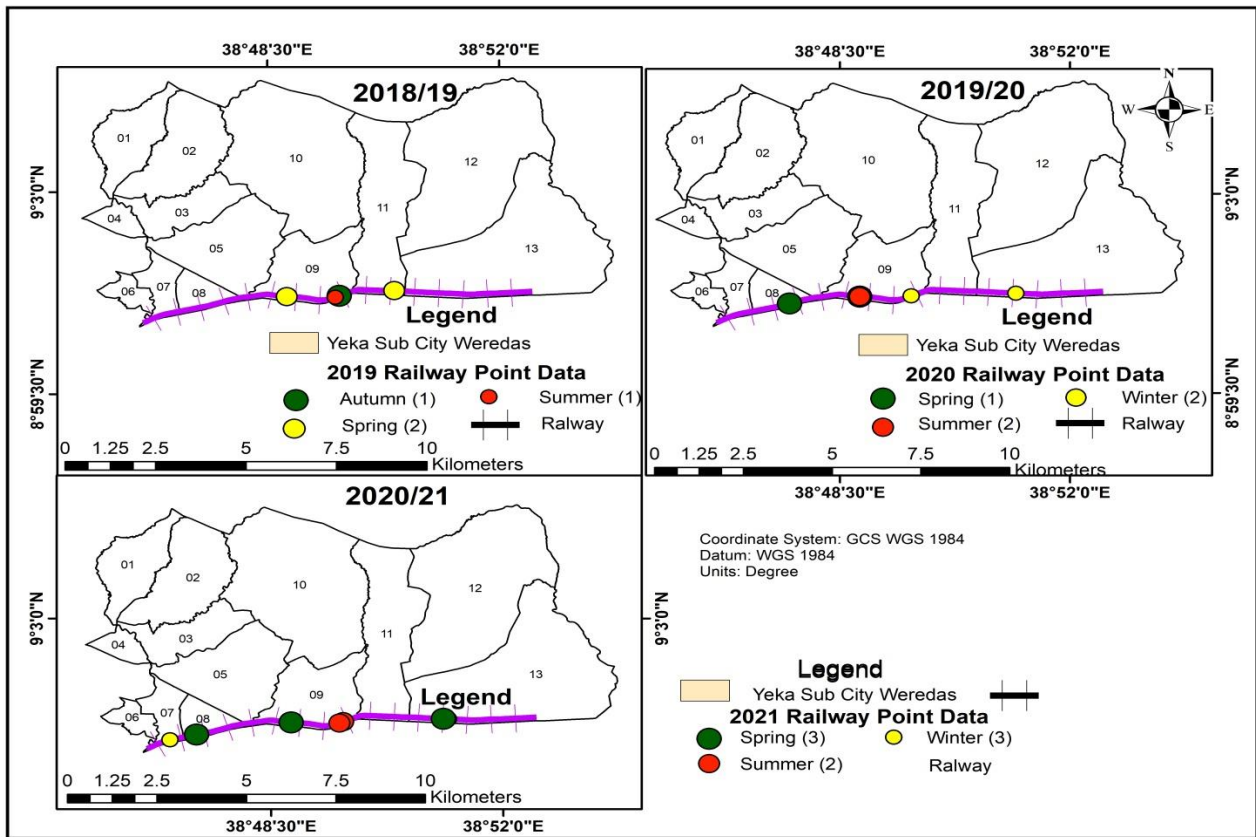 38°48'30"E 38°52'0"E
38°48'30"E 38°52'0"E
2018/19
01
02
10
12
04
03
11
05
13
06
07
08
09
9°3'0"N
8°59'30"N
Legend
Yeka Sub City Weredas
2019 Railway Point Data
Autumn (1) Summer (1)
Spring (2) Ralway
0 1.25 2.5 5 7.5 10
Kilometers
2019/20
N
W E
S
01
02
10
12
04
03
11
05
13
06
07
08
09
9°3'0"N
8°59'30"N
Legend
Yeka Sub City Weredas
2020 Railway Point Data
Spring (1) Winter (2)
Summer (2) Ralway
0 1.25 2.5 5 7.5 10
Kilometers
38°48'30"E 38°52'0"E
2020/21
01
02
10
12
04
03
11
05
13
06
07
08
09
9°3'0"N
Legend
0 1.25 2.5 5 7.5 10
Kilometers
38°48'30"E 38°52'0"E
Coordinate System: GCS WGS 1984
Datum: WGS 1984
Units: Degree
Legend
Yeka Sub City Weredas
2021 Railway Point Data
Spring (3) Winter (3)
Summer (2) Ralway